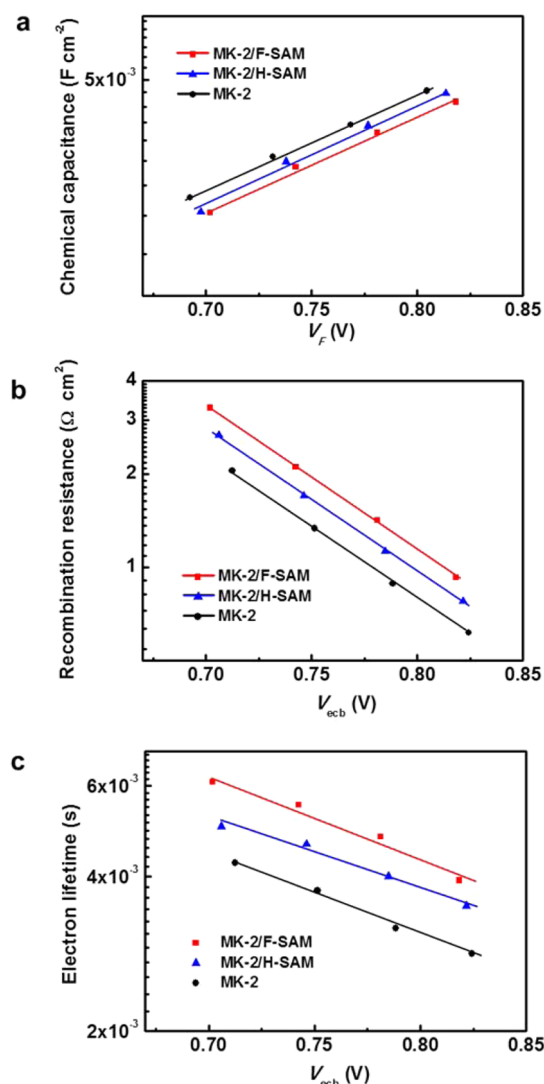 a
Chemical capacitance (F cm⁻²)
5x10⁻³
MK-2/F-SAM
MK-2/H-SAM
MK-2
0.70 0.75 0.80 0.85
V_F (V)
b
Recombination resistance (Ω cm²)
4
3
2
1
MK-2/F-SAM
MK-2/H-SAM
MK-2
0.70 0.75 0.80 0.85
V_ecb (V)
c
Electron lifetime (s)
6x10⁻³
4x10⁻³
2x10⁻³
MK-2/F-SAM
MK-2/H-SAM
MK-2
0.70 0.75 0.80 0.85
V_ecb (V)